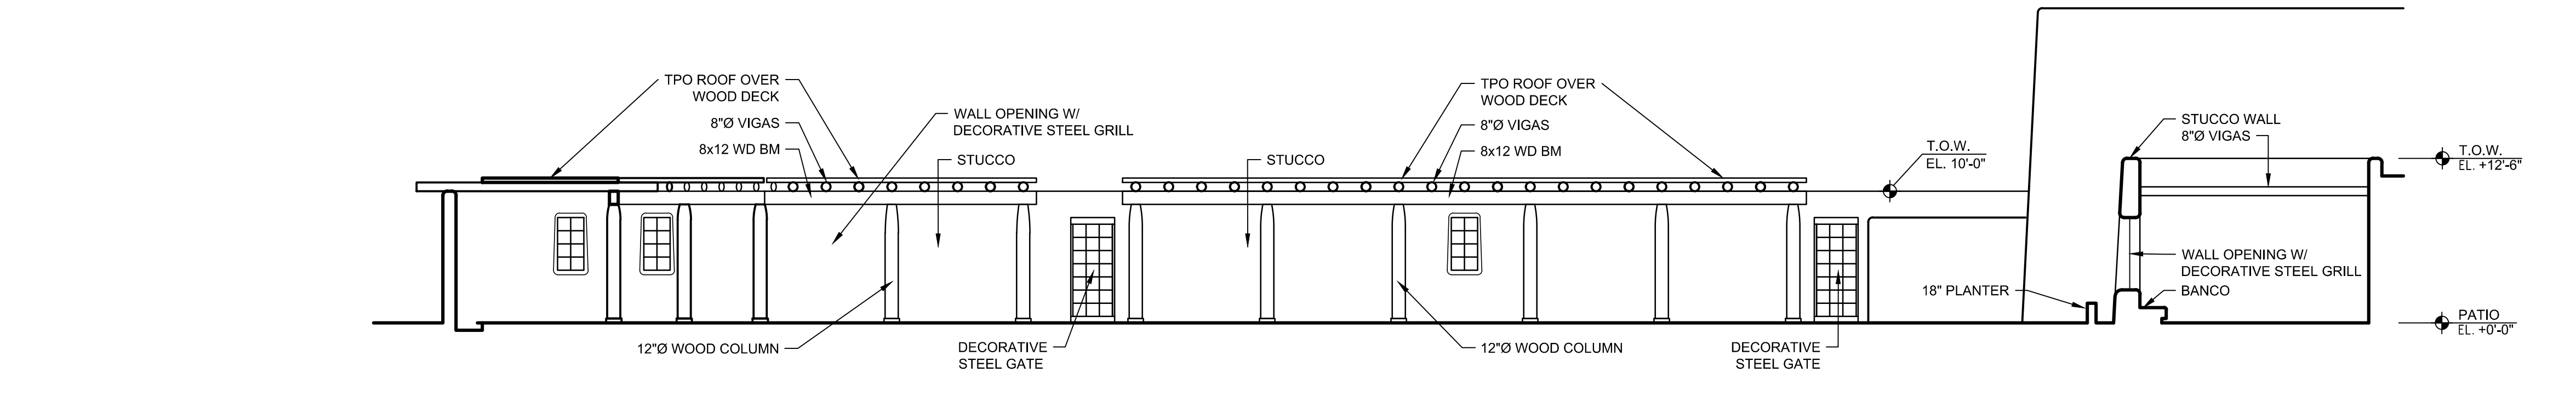 TPO ROOF OVER
WOOD DECK
8"Ø VIGAS
8x12 WD BM
WALL OPENING W/
DECORATIVE STEEL GRILL
STUCCO
12"Ø WOOD COLUMN
DECORATIVE
STEEL GATE
STUCCO
TPO ROOF OVER
WOOD DECK
8"Ø VIGAS
8x12 WD BM
12"Ø WOOD COLUMN
DECORATIVE
STEEL GATE
T.O.W.
EL. 10'-0"
18" PLANTER
STUCCO WALL
8"Ø VIGAS
WALL OPENING W/
DECORATIVE STEEL GRILL
BANCO
T.O.W.
EL. +12'-6"
PATIO
EL. +0'-0"